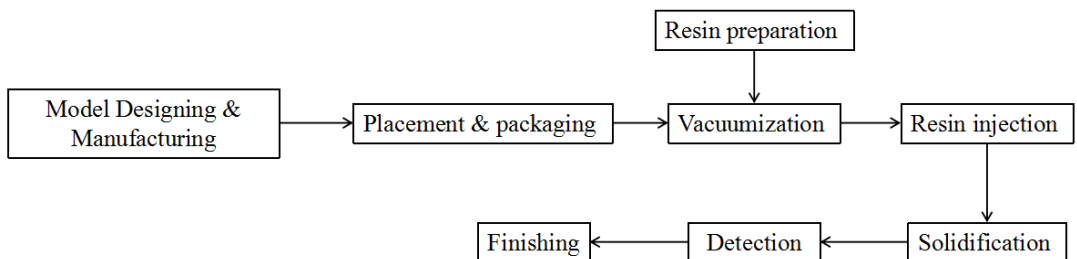 Resin preparation
Model Designing &
Manufacturing
Placement & packaging
Vacuumization
Resin injection
Finishing
Detection
Solidification